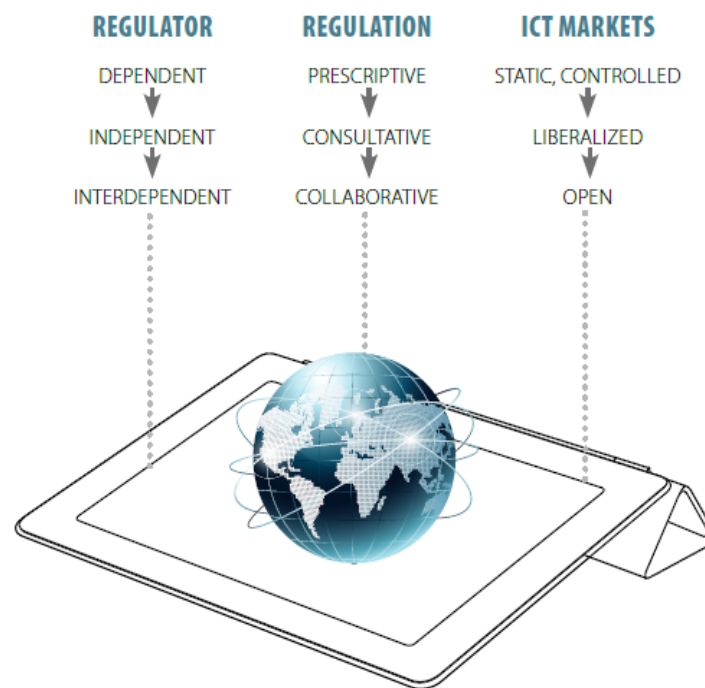 REGULATOR REGULATION ICT MARKETS
DEPENDENT PRESCRIPTIVE STATIC, CONTROLLED
INDEPENDENT CONSULTATIVE LIBERALIZED
INTERDEPENDENT COLLABORATIVE OPEN